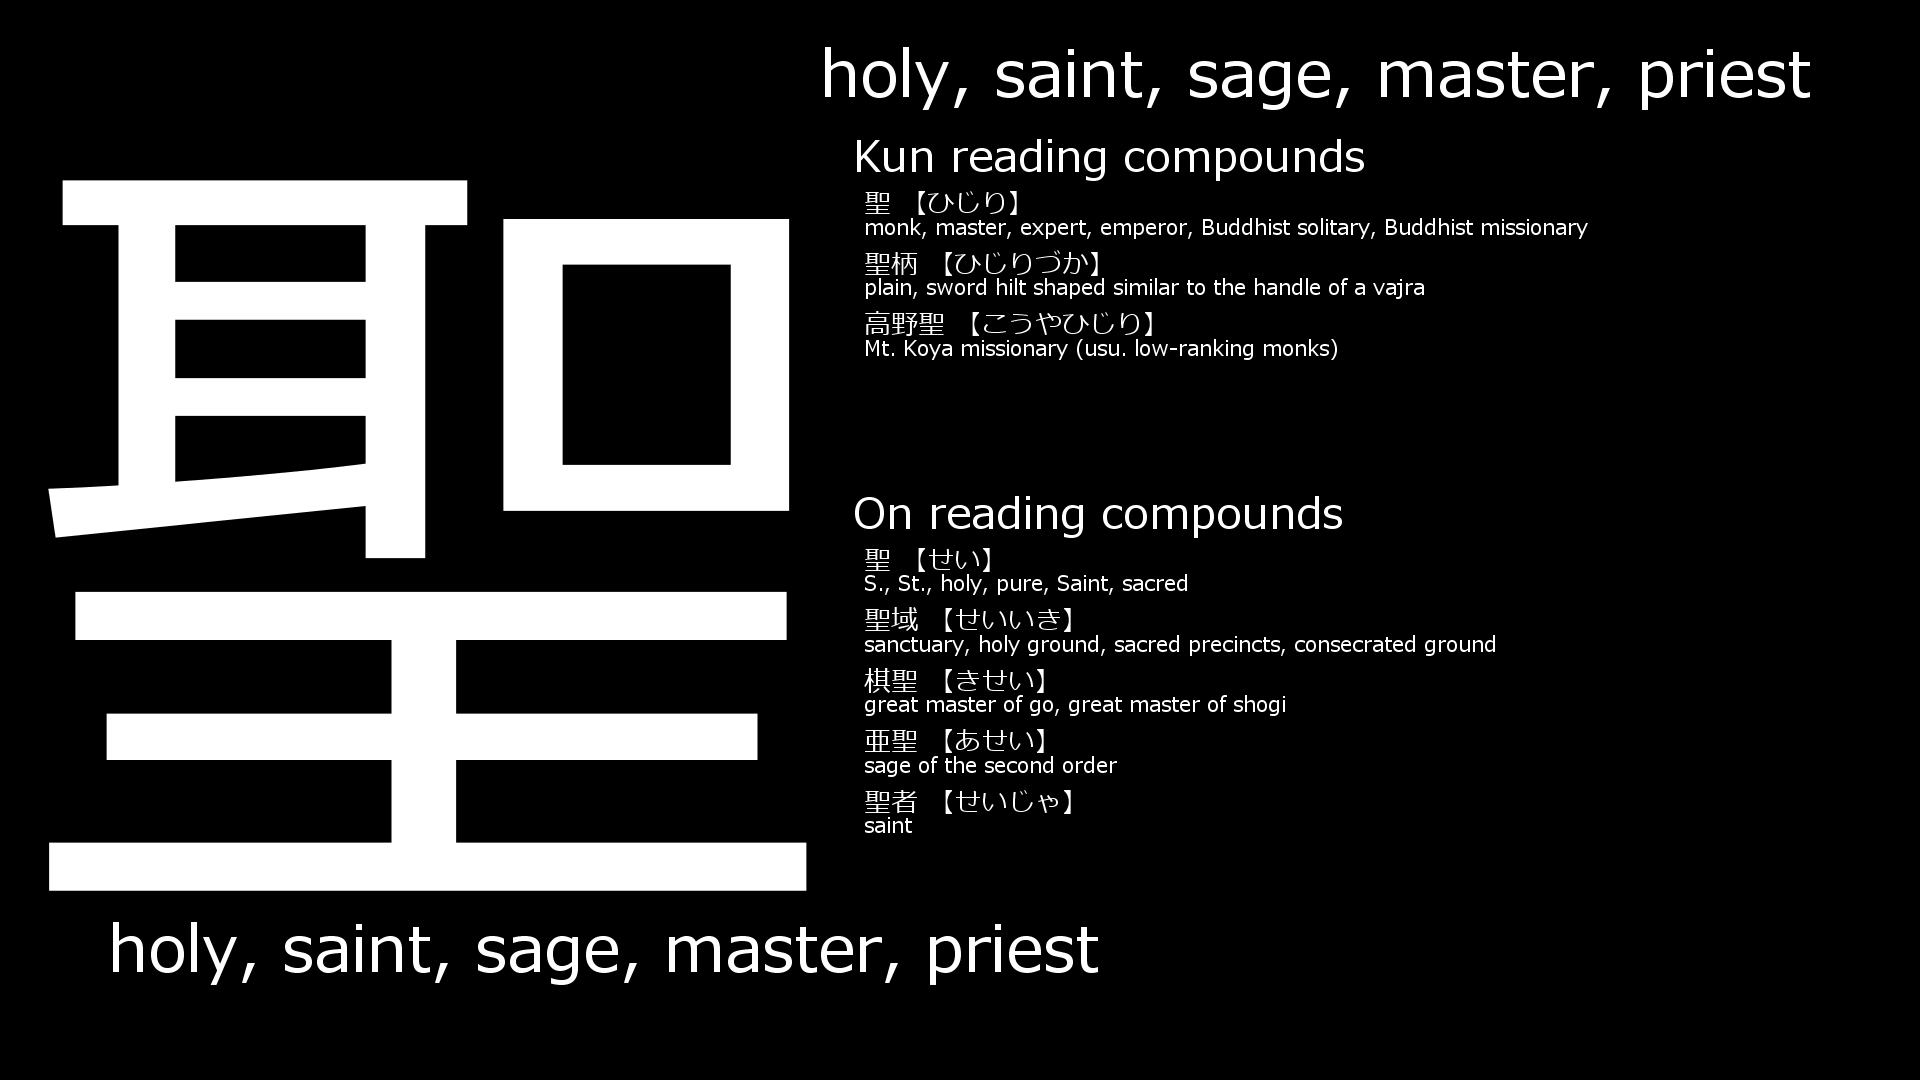 聖
holy, saint, sage, master, priest
holy, saint, sage, master, priest
Kun reading compounds
聖 【ひじり】
monk, master, expert, emperor, Buddhist solitary, Buddhist missionary
聖柄 【ひじりづか】
plain, sword hilt shaped similar to the handle of a vajra
高野聖 【こうやひじり】
Mt. Koya missionary (usu. low-ranking monks)
On reading compounds
聖 【せい】
S., St., holy, pure, Saint, sacred
聖域 【せいいき】
sanctuary, holy ground, sacred precincts, consecrated ground
棋聖 【きせい】
great master of go, great master of shogi
亜聖 【あせい】
sage of the second order
聖者 【せいじゃ】
saint